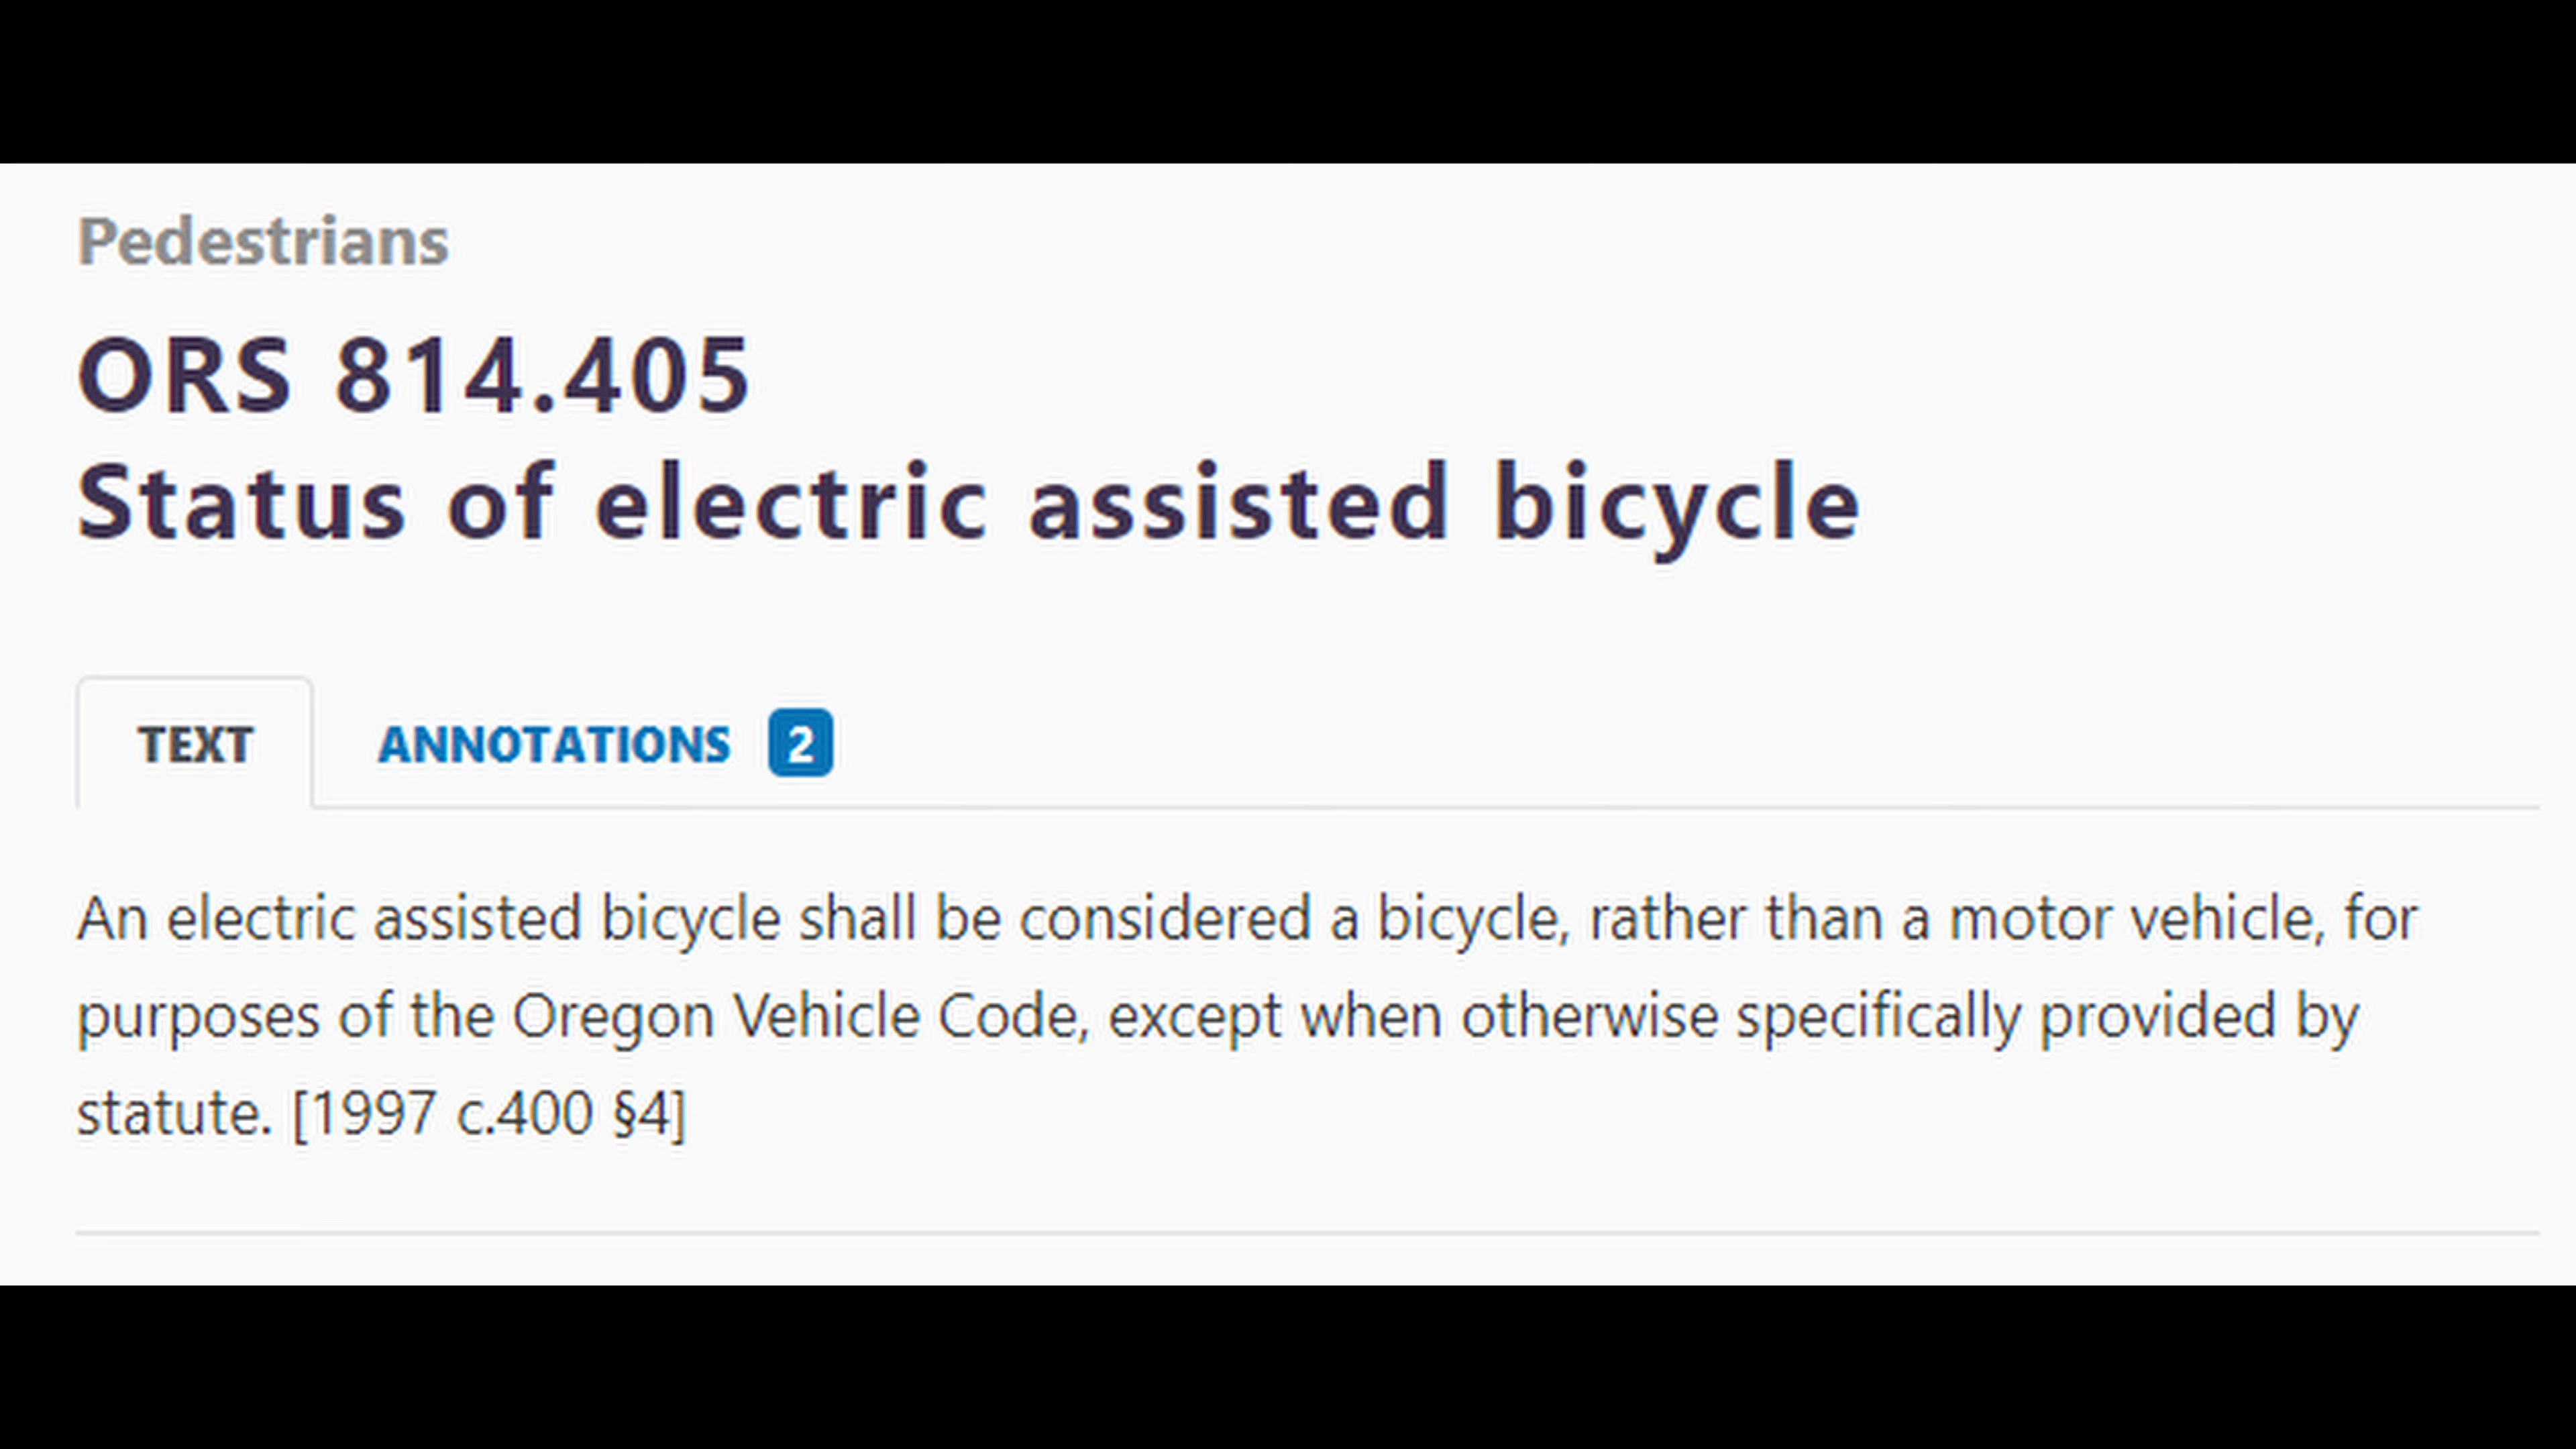 Pedestrians
ORS 814.405
Status of electric assisted bicycle
TEXT ANNOTATIONS 2
An electric assisted bicycle shall be considered a bicycle, rather than a motor vehicle, for
purposes of the Oregon Vehicle Code, except when otherwise specifically provided by
statute. [1997 c.400 §4]